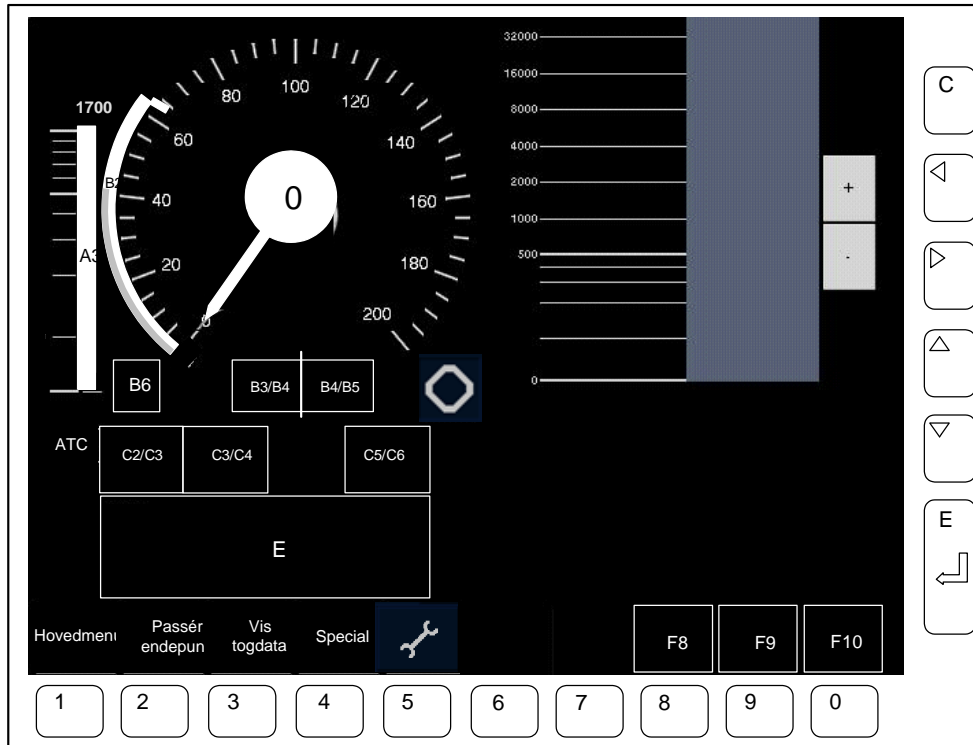 32000
16000
8000
4000
2000
1000
500
0
+
-
C
1700
80
100
120
60
140
B2
40
0
160
A3
20
180
0
200
B6
B3/B4
B4/B5
ATC
C2/C3
C3/C4
C5/C6
E
E
Hovedmenu
Passér
endepun
Vis
togdata
Special
F8
F9
F10
1
2
3
4
5
6
7
8
9
0